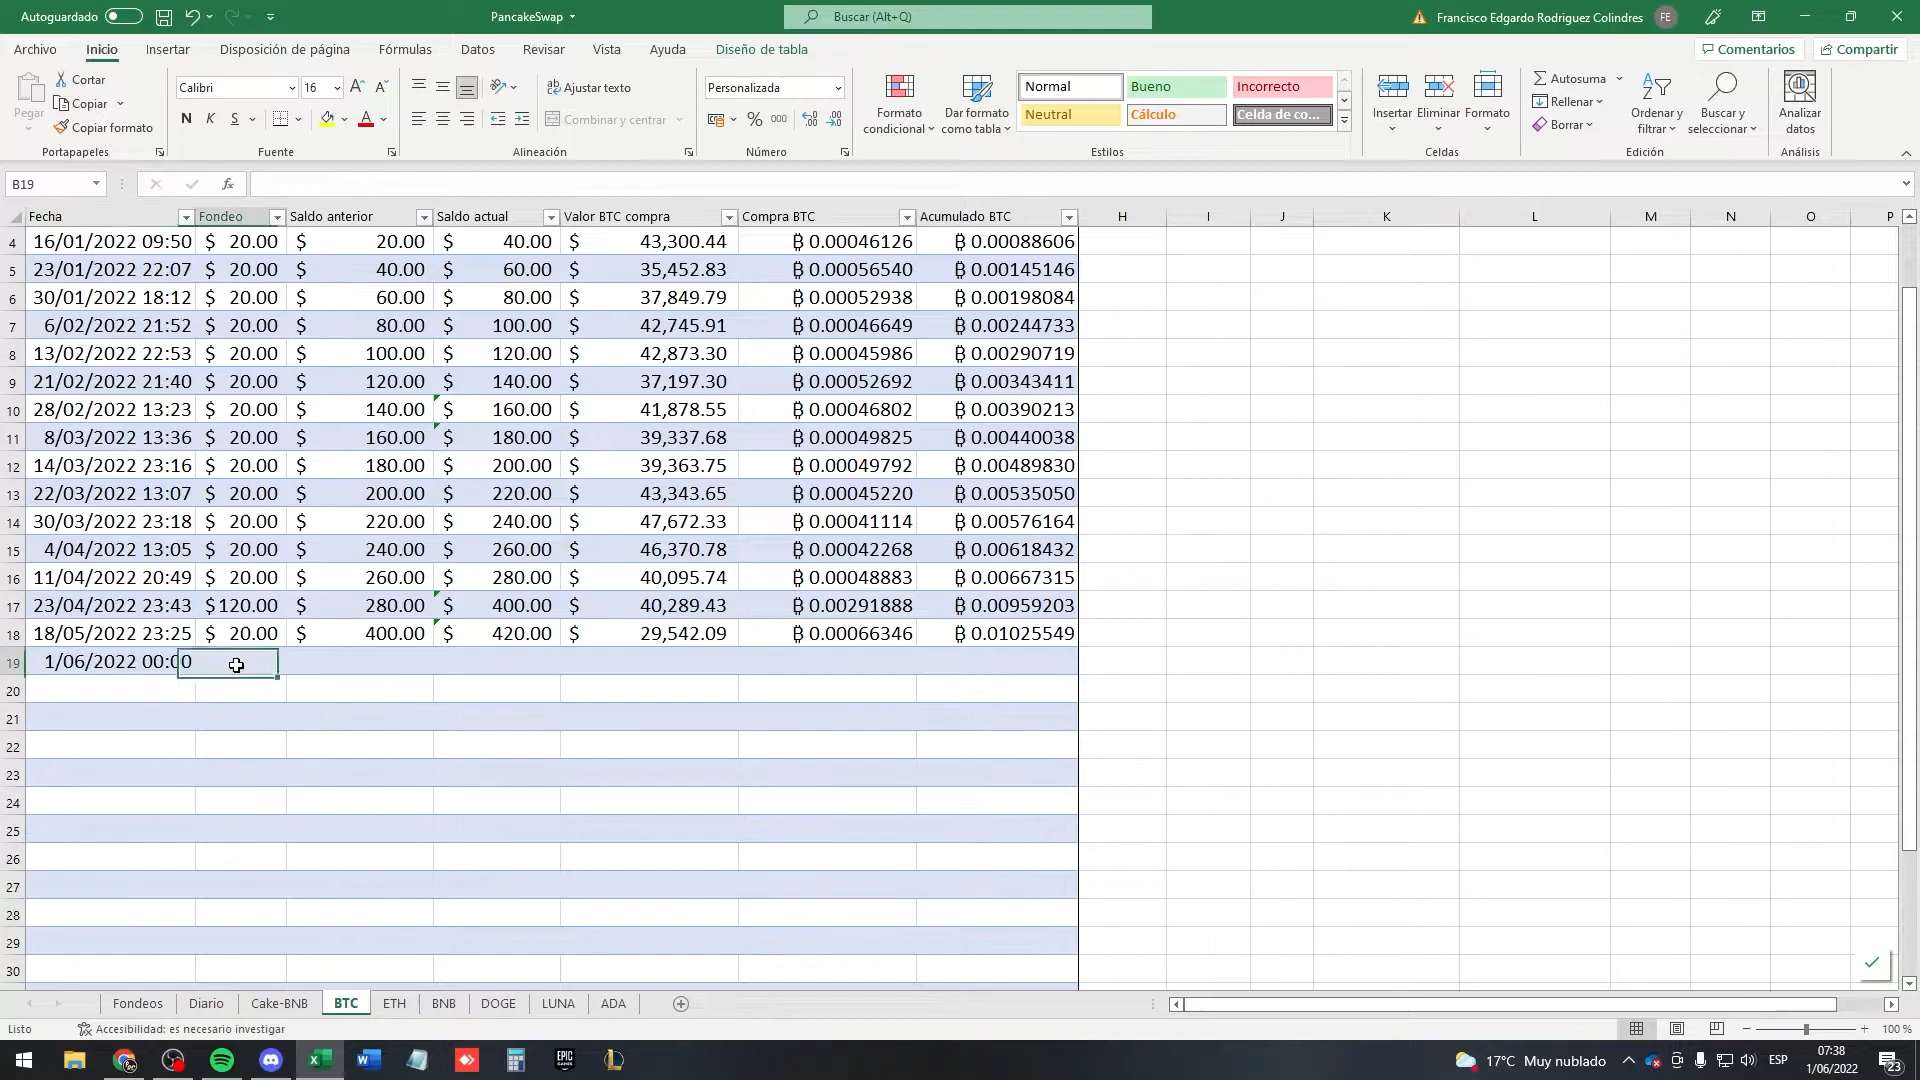 Autoguardado
PancakeSwap
Buscar (Alt+Q)
Francisco Edgardo Rodriguez Colindres FE
Archivo Inicio Insertar Disposición de página Fórmulas Datos Revisar Vista Ayuda Diseño de tabla Comentarios Compartir
Pegar Cortar
Copiar
Copiar formato
Portapapeles
Calibri 16
N K S
Fuente
Ajustar texto
Combinar y centrar
Alineación
Personalizada
% 000
Número
Formato condicional
Dar formato como tabla
Normal Bueno Incorrecto
Neutral Cálculo Celda de co...
Estilos
Insertar Eliminar Formato
Celdas
Autosuma
Rellenar
Borrar
Ordenar y filtrar
Buscar y seleccionar
Edición
Analizar datos
Análisis
B19 fx
Fecha Fondeo Saldo anterior Saldo actual Valor BTC compra Compra BTC Acumulado BTC H I J K L M N O P
4 16/01/2022 09:50 $ 20.00 $ 20.00 $ 40.00 $ 43,300.44 ₿ 0.00046126 ₿ 0.00088606
5 23/01/2022 22:07 $ 20.00 $ 40.00 $ 60.00 $ 35,452.83 ₿ 0.00056540 ₿ 0.00145146
6 30/01/2022 18:12 $ 20.00 $ 60.00 $ 80.00 $ 37,849.79 ₿ 0.00052938 ₿ 0.00198084
7 6/02/2022 21:52 $ 20.00 $ 80.00 $ 100.00 $ 42,745.91 ₿ 0.00046649 ₿ 0.00244733
8 13/02/2022 22:53 $ 20.00 $ 100.00 $ 120.00 $ 42,873.30 ₿ 0.00045986 ₿ 0.00290719
9 21/02/2022 21:40 $ 20.00 $ 120.00 $ 140.00 $ 37,197.30 ₿ 0.00052692 ₿ 0.00343411
10 28/02/2022 13:23 $ 20.00 $ 140.00 $ 160.00 $ 41,878.55 ₿ 0.00046802 ₿ 0.00390213
11 8/03/2022 13:36 $ 20.00 $ 160.00 $ 180.00 $ 39,337.68 ₿ 0.00049825 ₿ 0.00440038
12 14/03/2022 23:16 $ 20.00 $ 180.00 $ 200.00 $ 39,363.75 ₿ 0.00049792 ₿ 0.00489830
13 22/03/2022 13:07 $ 20.00 $ 200.00 $ 220.00 $ 43,343.65 ₿ 0.00045220 ₿ 0.00535050
14 30/03/2022 23:18 $ 20.00 $ 220.00 $ 240.00 $ 47,672.33 ₿ 0.00041114 ₿ 0.00576164
15 4/04/2022 13:05 $ 20.00 $ 240.00 $ 260.00 $ 46,370.78 ₿ 0.00042268 ₿ 0.00618432
16 11/04/2022 20:49 $ 20.00 $ 260.00 $ 280.00 $ 40,095.74 ₿ 0.00048883 ₿ 0.00667315
17 23/04/2022 23:43 $ 120.00 $ 280.00 $ 400.00 $ 40,289.43 ₿ 0.00291888 ₿ 0.00959203
18 18/05/2022 23:25 $ 20.00 $ 400.00 $ 420.00 $ 29,542.09 ₿ 0.00066346 ₿ 0.01025549
19 1/06/2022 00:00
20
21
22
23
24
25
26
27
28
29
30
Fondeos Diario Cake-BNB BTC ETH BNB DOGE LUNA ADA
Listo Accesibilidad: es necesario investigar 100 %
17°C Muy nublado ESP 07:38
1/06/2022
23
EPIC GAMES